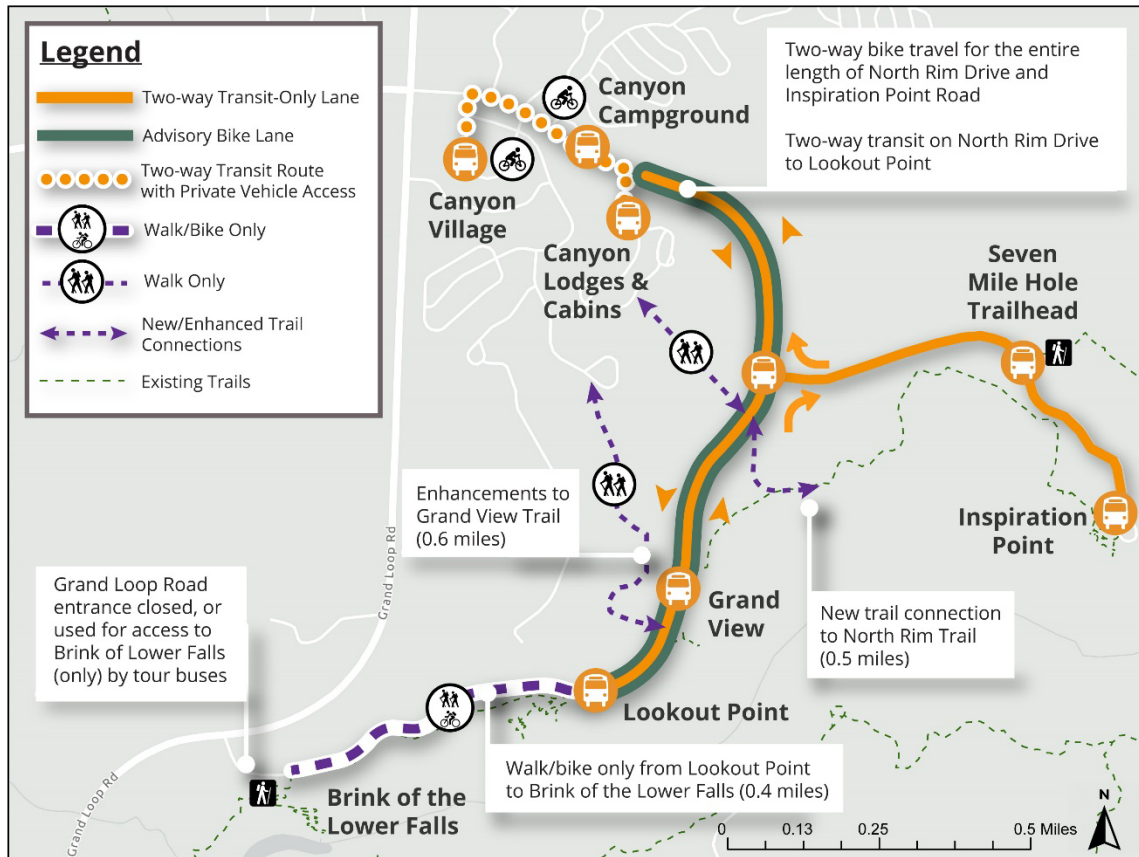 Legend
Two-way Transit-Only Lane
Advisory Bike Lane
Two-way Transit Route
with Private Vehicle Access
Walk/Bike Only
Walk Only
New/Enhanced Trail
Connections
Existing Trails
Two-way bike travel for the entire
length of North Rim Drive and
Inspiration Point Road
Two-way transit on North Rim Drive
to Lookout Point
Canyon
Campground
Canyon
Village
Canyon
Lodges &
Cabins
Seven
Mile Hole
Trailhead
Inspiration
Point
Enhancements to
Grand View Trail
(0.6 miles)
Grand
View
New trail connection
to North Rim Trail
(0.5 miles)
Grand Loop Rd
Grand Loop Road
entrance closed, or
used for access to
Brink of Lower Falls
(only) by tour buses
Lookout Point
Walk/bike only from Lookout Point
to Brink of the Lower Falls (0.4 miles)
Brink of the
Lower Falls
Grand Loop Rd
N
0 0.13 0.25 0.5 Miles